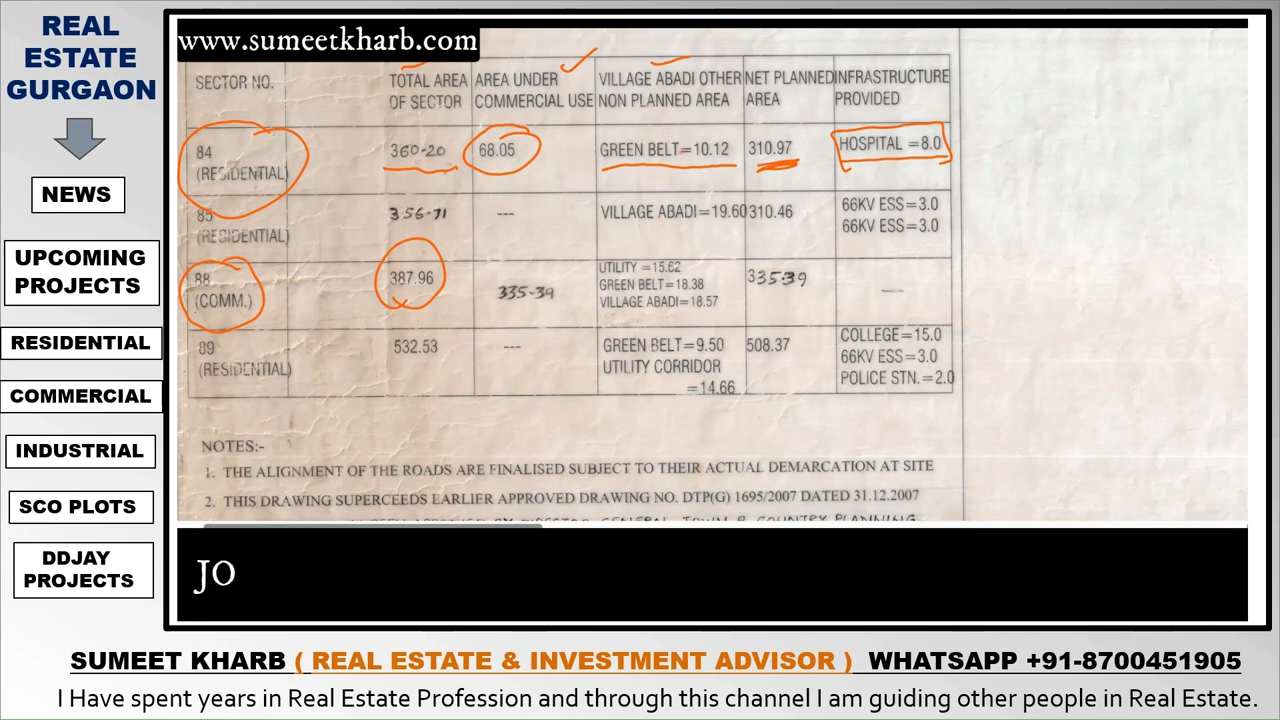 REAL
ESTATE
GURGAON
NEWS
UPCOMING
PROJECTS
RESIDENTIAL
COMMERCIAL
INDUSTRIAL
SCO PLOTS
DDJAY
PROJECTS
www.sumeetkharb.com
SECTOR NO.
TOTAL AREA
OF SECTOR
AREA UNDER
COMMERCIAL USE
VILLAGE ABADI OTHER
NON PLANNED AREA
NET PLANNED
AREA
INFRASTRUCTURE
PROVIDED
84
(RESIDENTIAL)
360-20
68.05
GREEN BELT=10.12
310.97
HOSPITAL =8.0
85
(RESIDENTIAL)
356-71
---
VILLAGE ABADI=19.60
310.46
66KV ESS=3.0
66KV ESS=3.0
88
(COMM.)
387.96
335-39
UTILITY =15.62
GREEN BELT=18.38
VILLAGE ABADI=18.57
335-39
---
89
(RESIDENTIAL)
532.53
---
GREEN BELT=9.50
UTILITY CORRIDOR
=14.66
508.37
COLLEGE=15.0
66KV ESS=3.0
POLICE STN.=2.0
NOTES:-
1. THE ALIGNMENT OF THE ROADS ARE FINALISED SUBJECT TO THEIR ACTUAL DEMARCATION AT SITE
2. THIS DRAWING SUPERCEEDS EARLIER APPROVED DRAWING NO. DTP(G) 1695/2007 DATED 31.12.2007
APPROVED BY DIRECTOR GENERAL TOWN & COUNTRY PLANNING
JO
SUMEET KHARB ( REAL ESTATE & INVESTMENT ADVISOR ) WHATSAPP +91-8700451905
I Have spent years in Real Estate Profession and through this channel I am guiding other people in Real Estate.